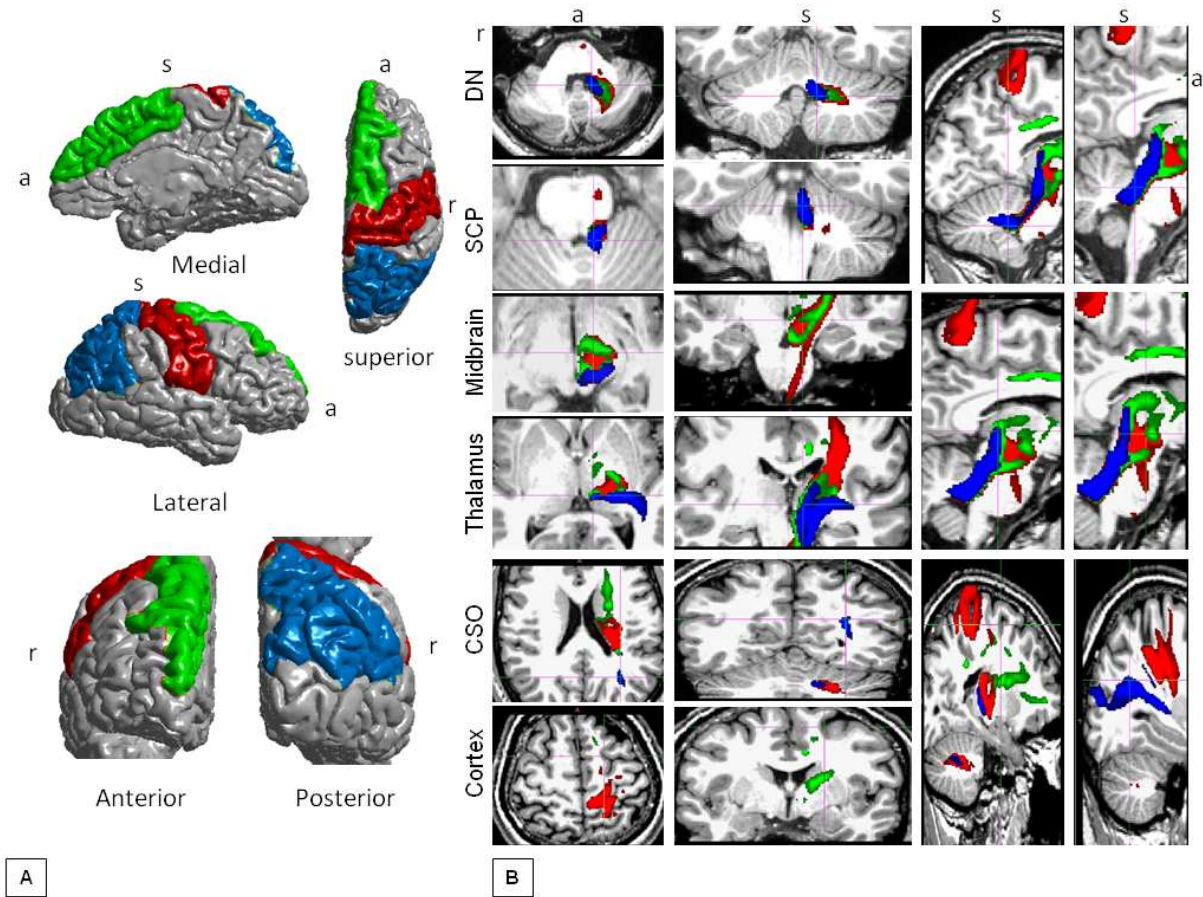 A
s
a
Medial
a
r
superior
s
a
Lateral
r
Anterior
r
Posterior
A
B
a
s
s
s
r
a
DN
SCP
Midbrain
Thalamus
CSO
Cortex
B